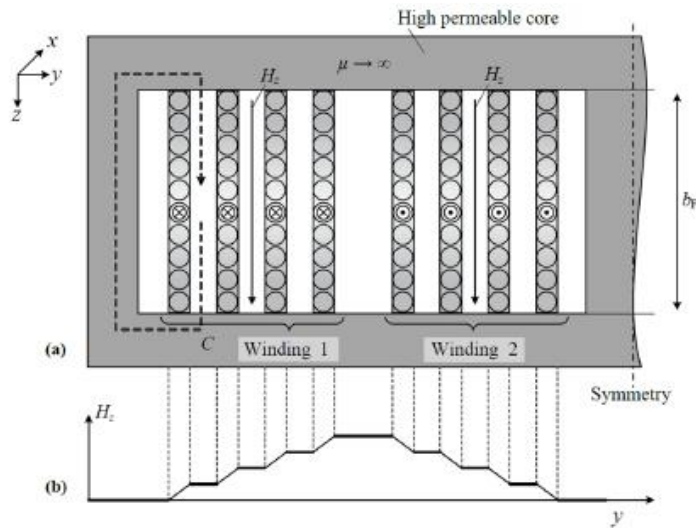 High permeable core
x
y
z
μ → ∞
H_z
H_z
b_F
(a)
C
Winding 1
Winding 2
Symmetry
H_z
(b)
y